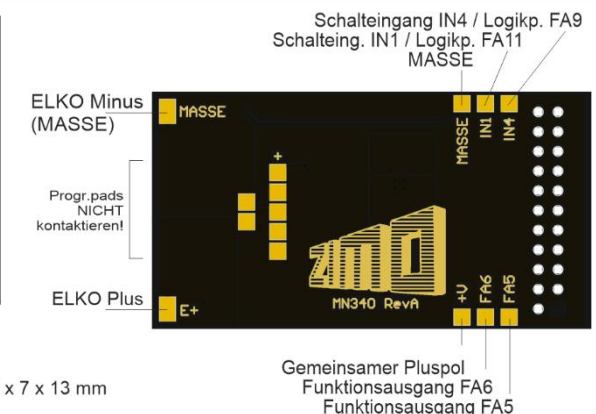 Schalteingang IN4 / Logikp. FA9
Schalteing. IN1 / Logikp. FA11
MASSE
ELKO Minus
(MASSE)
MASSE
MASSE
IN1
IN4
+
Progr.pads
NICHT
kontaktieren!
ZIMO
MN340 RevA
+V
FA6
FA5
ELKO Plus
E+
Gemeinsamer Pluspol
Funktionsausgang FA6
Funktionsausgang FA5
x 7 x 13 mm